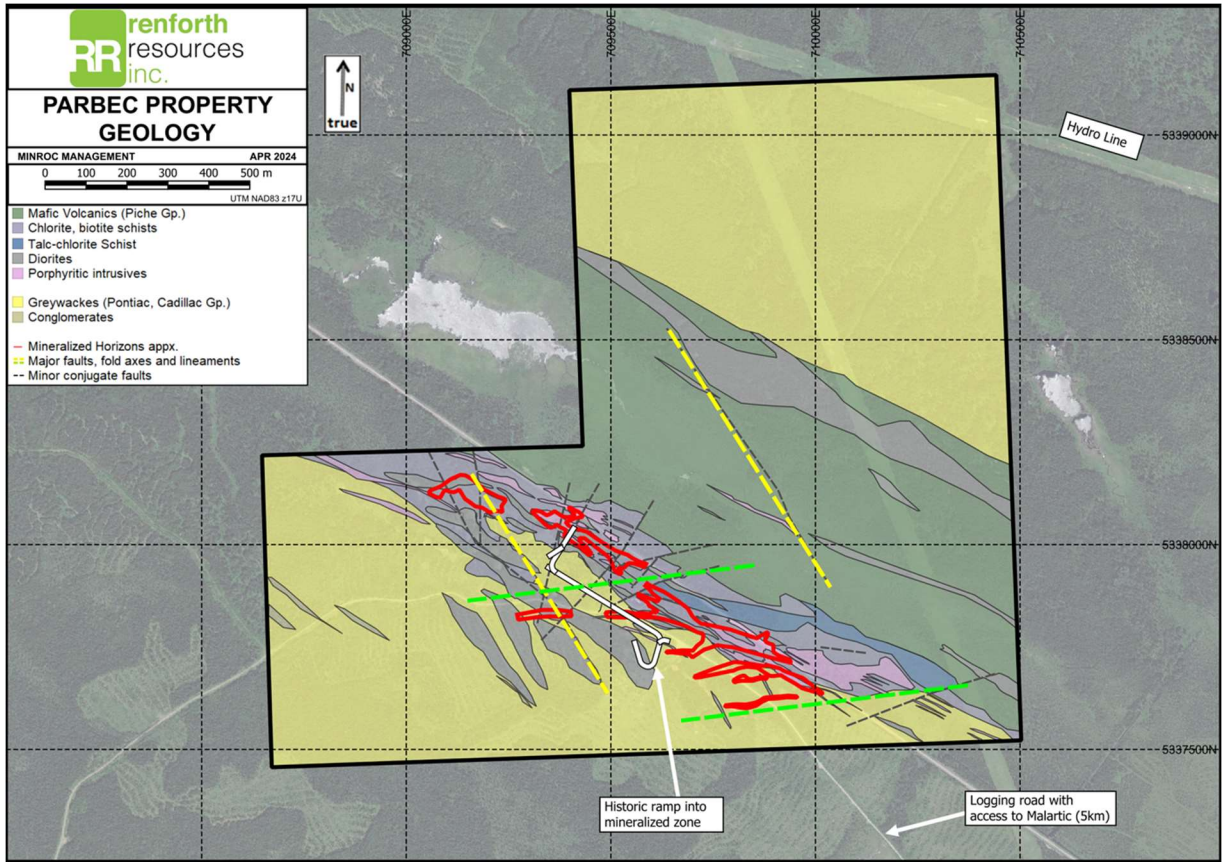 RR
renforth
resources
inc.
PARBEC PROPERTY
GEOLOGY
MINROC MANAGEMENT APR 2024
0 100 200 300 400 500 m
UTM NAD83 z17U
Mafic Volcanics (Piche Gp.)
Chlorite, biotite schists
Talc-chlorite Schist
Diorites
Porphyritic intrusives
Greywackes (Pontiac, Cadillac Gp.)
Conglomerates
Mineralized Horizons appx.
Major faults, fold axes and lineaments
Minor conjugate faults
N
true
709000E
709500E
710000E
710500E
Hydro Line
5339000N
5338500N
5338000N
5337500N
Historic ramp into
mineralized zone
Logging road with
access to Malartic (5km)